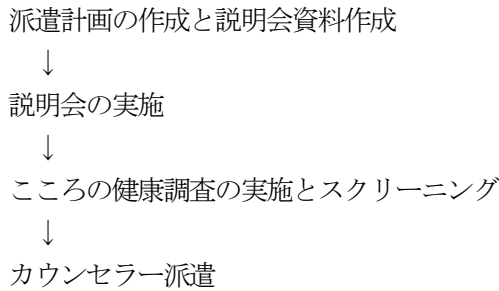 派遣計画の作成と説明会資料作成
↓
説明会の実施
↓
こころの健康調査の実施とスクリーニング
↓
カウンセラー派遣